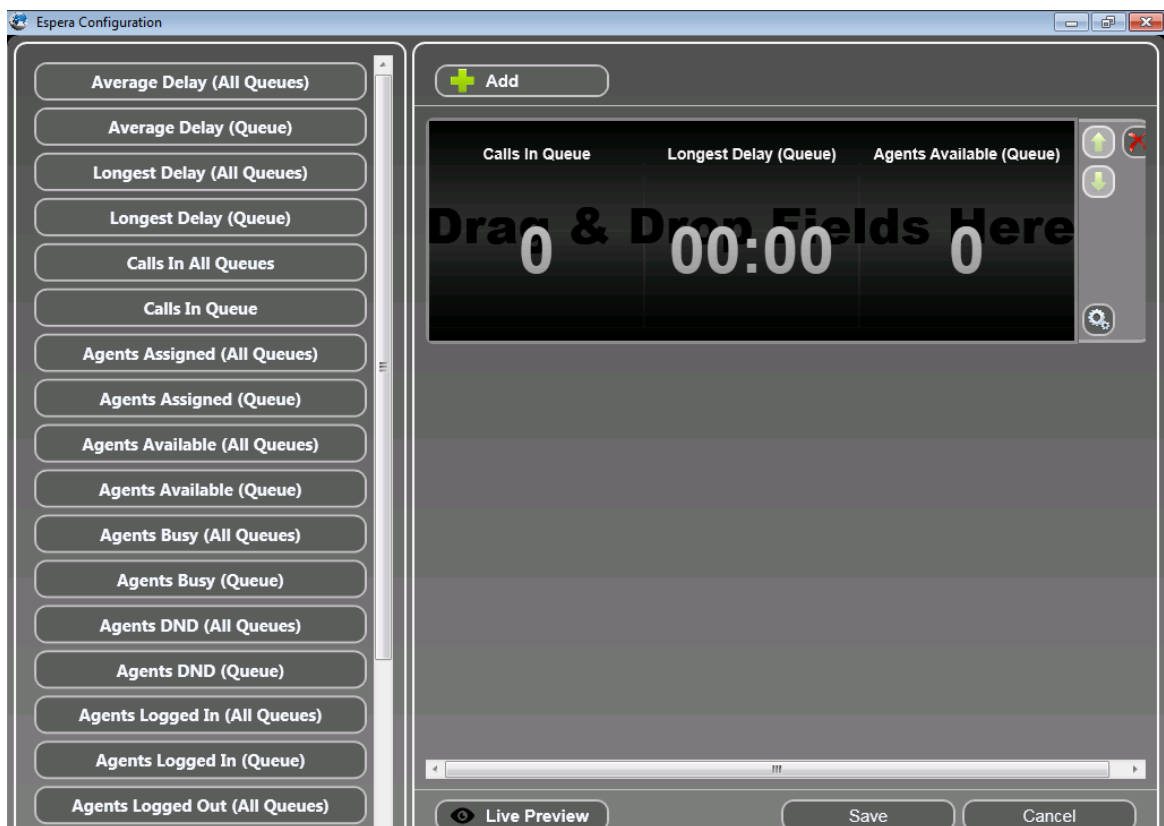 Espera Configuration
Average Delay (All Queues)
Average Delay (Queue)
Longest Delay (All Queues)
Longest Delay (Queue)
Calls In All Queues
Calls In Queue
Agents Assigned (All Queues)
Agents Assigned (Queue)
Agents Available (All Queues)
Agents Available (Queue)
Agents Busy (All Queues)
Agents Busy (Queue)
Agents DND (All Queues)
Agents DND (Queue)
Agents Logged In (All Queues)
Agents Logged In (Queue)
Agents Logged Out (All Queues)
Add
Calls In Queue Longest Delay (Queue) Agents Available (Queue)
Drag & Drop Fields Here
0 00:00 0
Live Preview Save Cancel